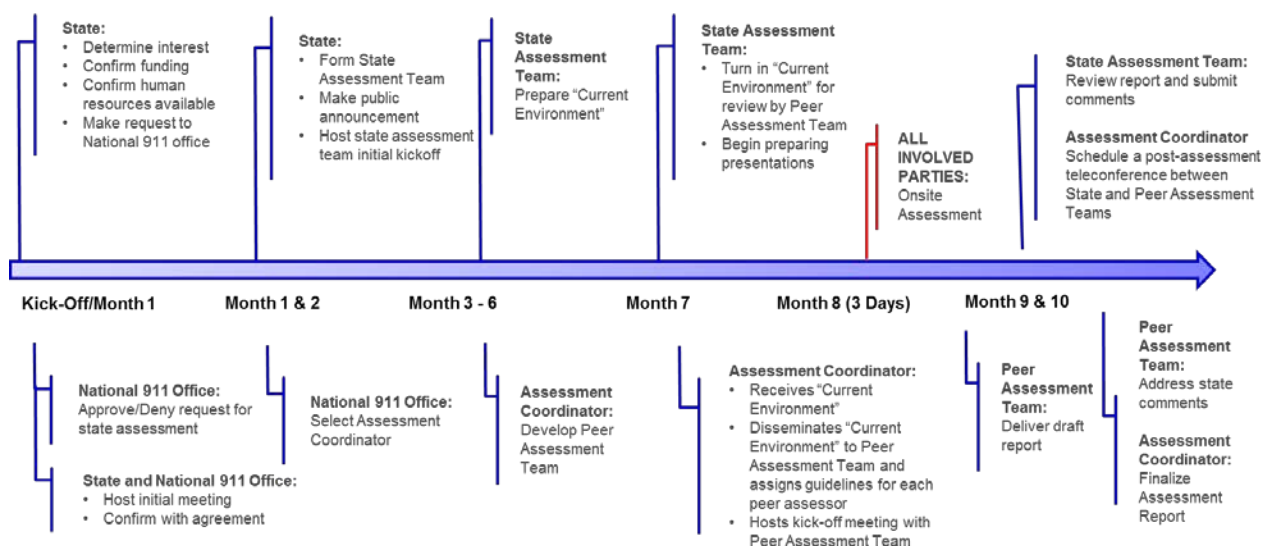 State:
• Determine interest
• Confirm funding
• Confirm human
resources available
• Make request to
National 911 office
State:
• Form State
Assessment Team
• Make public
announcement
• Host state assessment
team initial kickoff
State
Assessment
Team:
Prepare “Current
Environment”
State Assessment
Team:
• Turn in “Current
Environment” for
review by Peer
Assessment Team
• Begin preparing
presentations
ALL
INVOLVED
PARTIES:
Onsite
Assessment
State Assessment Team:
Review report and submit
comments
Assessment Coordinator
Schedule a post-assessment
teleconference between
State and Peer Assessment
Teams
Kick-Off/Month 1
Month 1 & 2
Month 3 - 6
Month 7
Month 8 (3 Days)
Month 9 & 10
National 911 Office:
Approve/Deny request for
state assessment
State and National 911 Office:
• Host initial meeting
• Confirm with agreement
National 911 Office:
Select Assessment
Coordinator
Assessment
Coordinator:
Develop Peer
Assessment
Team
Assessment Coordinator:
• Receives “Current
Environment”
• Disseminates “Current
Environment” to Peer
Assessment Team and
assigns guidelines for each
peer assessor
• Hosts kick-off meeting with
Peer Assessment Team
Peer
Assessment
Team:
Deliver draft
report
Peer
Assessment
Team:
Address state
comments
Assessment
Coordinator:
Finalize
Assessment
Report